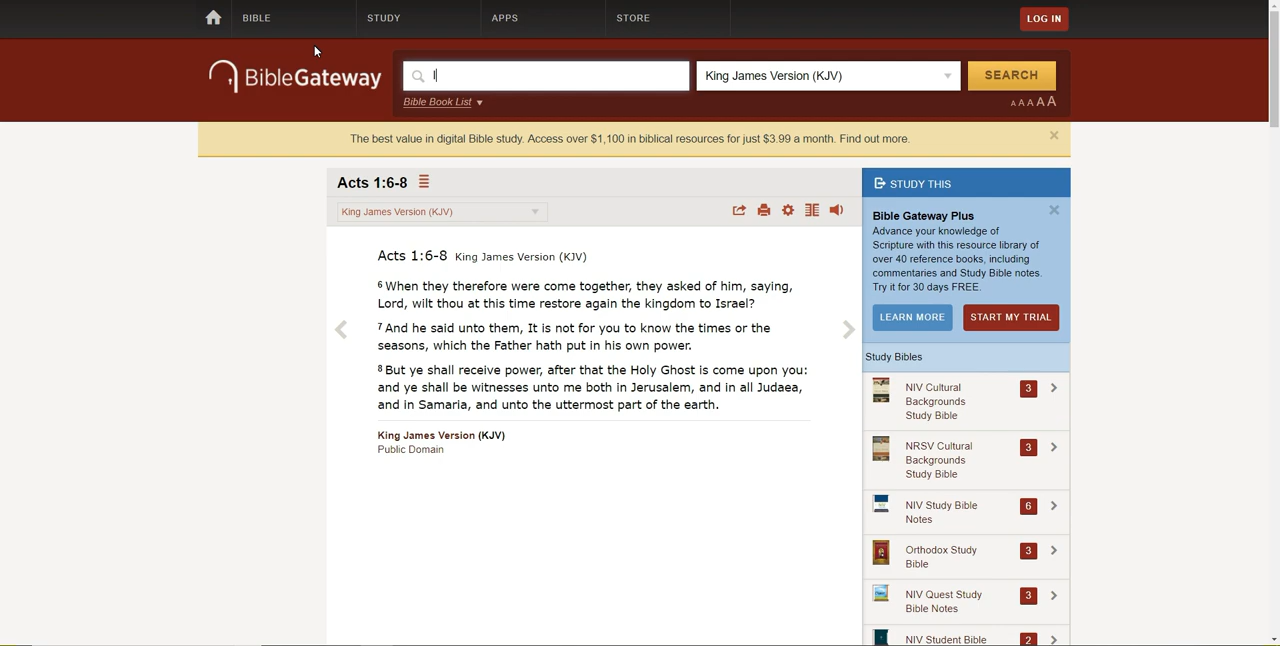 BIBLE
STUDY
APPS
STORE
LOG IN
BibleGateway
King James Version (KJV)
SEARCH
Bible Book List
A A A A A
The best value in digital Bible study. Access over $1,100 in biblical resources for just $3.99 a month. Find out more.
Acts 1:6-8
King James Version (KJV)
Acts 1:6-8 King James Version (KJV)
6 When they therefore were come together, they asked of him, saying,
Lord, wilt thou at this time restore again the kingdom to Israel?
7 And he said unto them, It is not for you to know the times or the
seasons, which the Father hath put in his own power.
8 But ye shall receive power, after that the Holy Ghost is come upon you:
and ye shall be witnesses unto me both in Jerusalem, and in all Judaea,
and in Samaria, and unto the uttermost part of the earth.
King James Version (KJV)
Public Domain
STUDY THIS
Bible Gateway Plus
Advance your knowledge of
Scripture with this resource library of
over 40 reference books, including
commentaries and Study Bible notes.
Try it for 30 days FREE.
LEARN MORE
START MY TRIAL
Study Bibles
NIV Cultural
Backgrounds
Study Bible
3
NRSV Cultural
Backgrounds
Study Bible
3
NIV Study Bible
Notes
6
Orthodox Study
Bible
3
NIV Quest Study
Bible Notes
3
NIV Student Bible
2